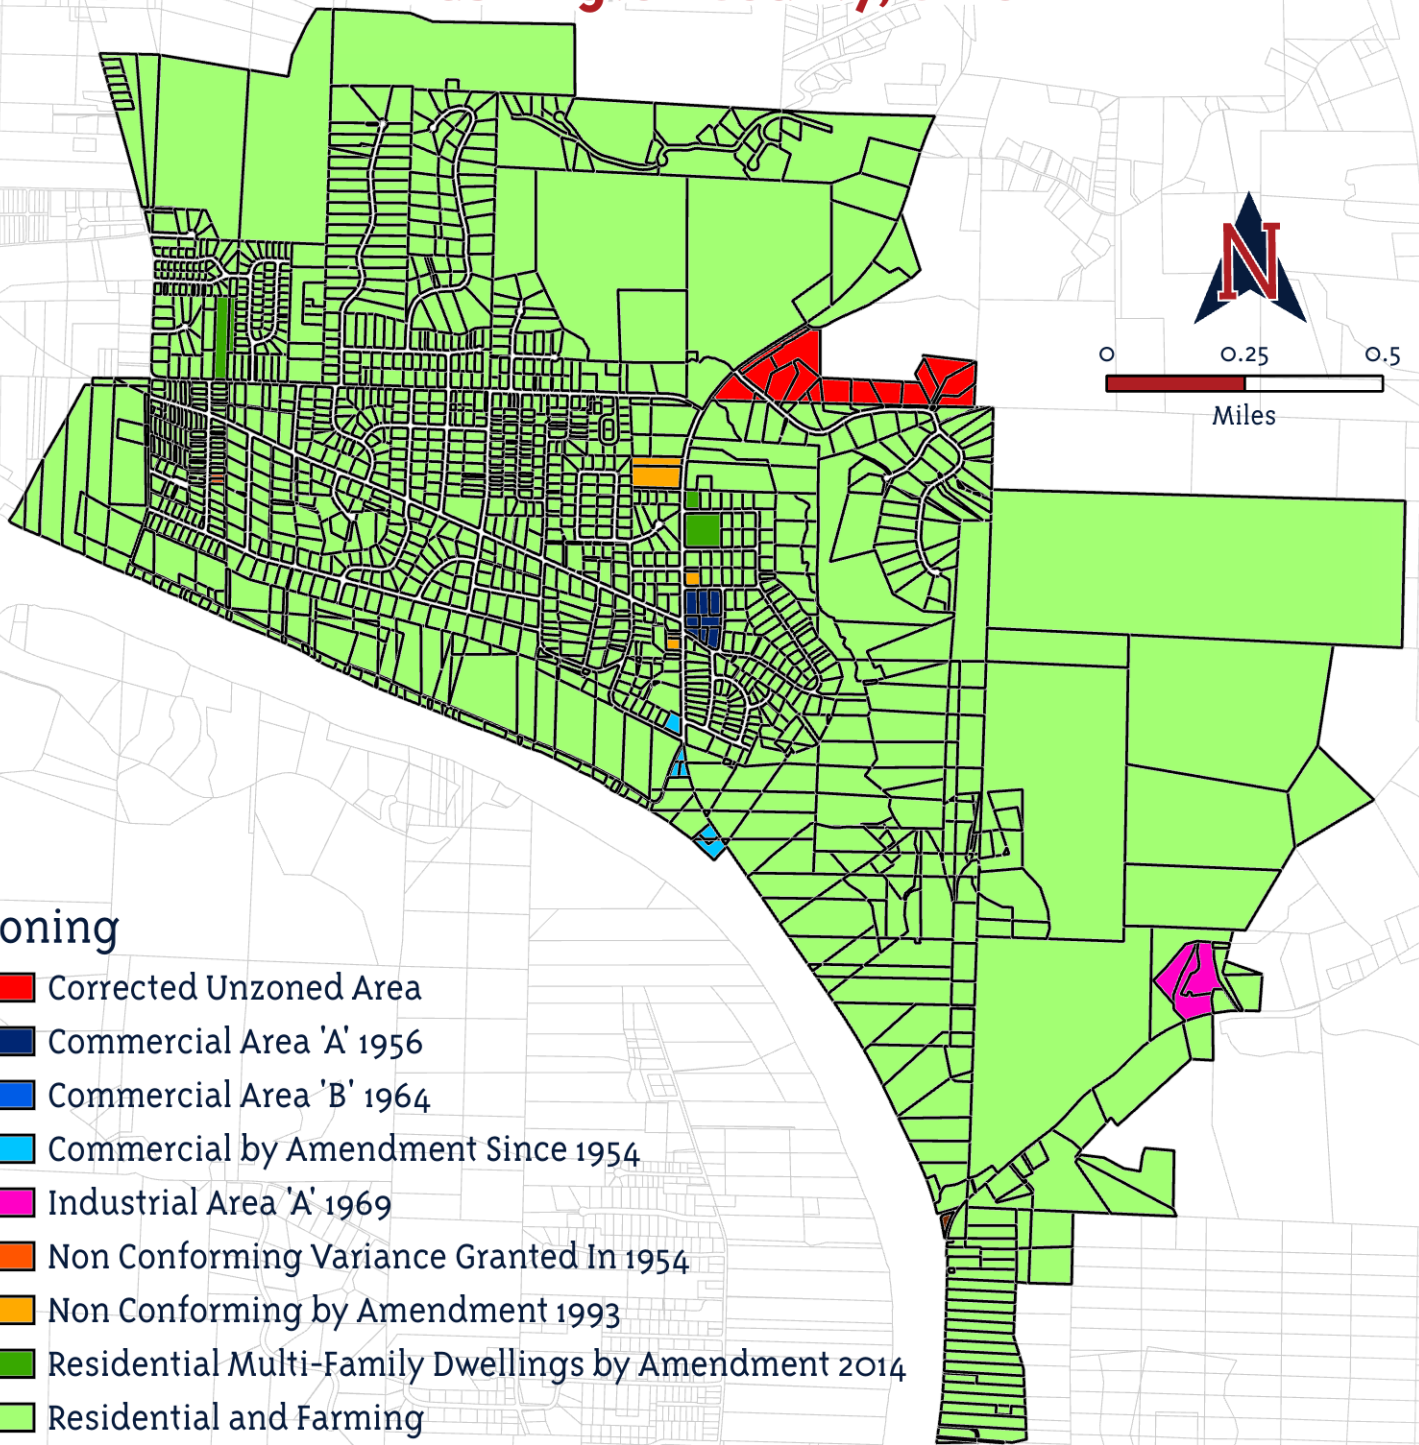 N
0 0.25 0.5
Miles
oning
Corrected Unzoned Area
Commercial Area 'A' 1956
Commercial Area 'B' 1964
Commercial by Amendment Since 1954
Industrial Area 'A' 1969
Non Conforming Variance Granted In 1954
Non Conforming by Amendment 1993
Residential Multi-Family Dwellings by Amendment 2014
Residential and Farming